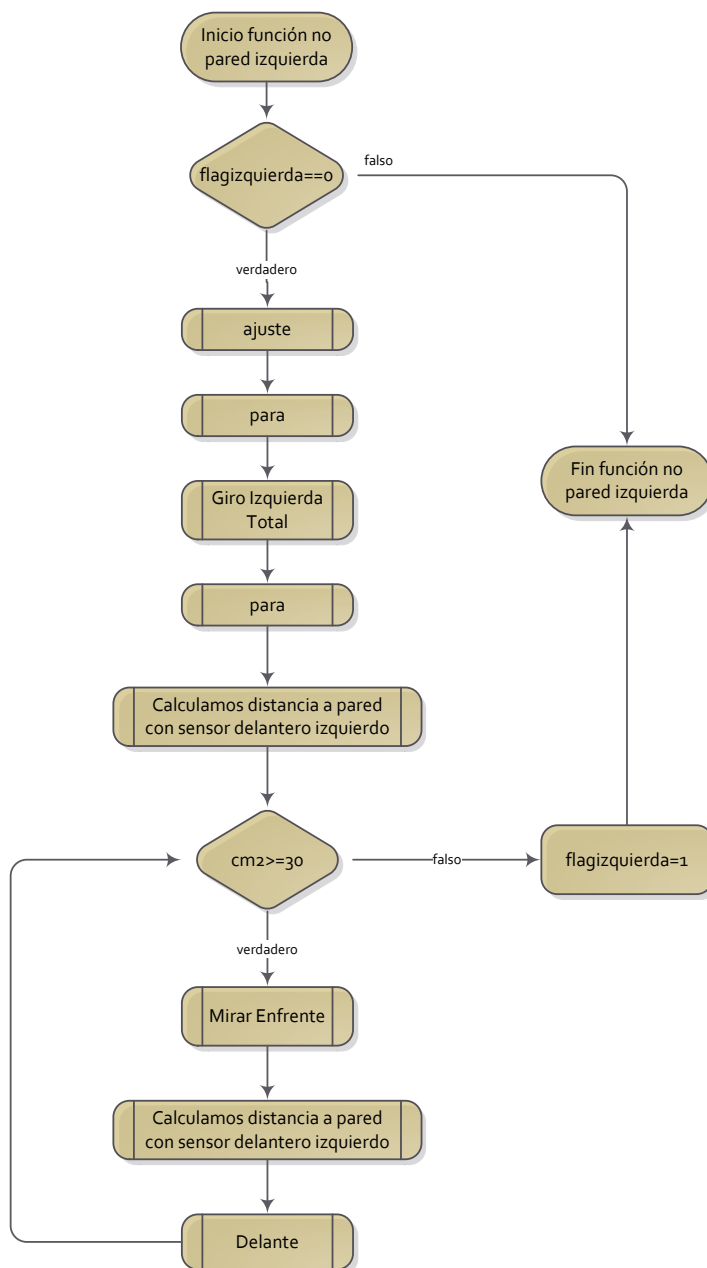 Inicio función no
pared izquierda
flagizquierda==0
falso
verdadero
ajuste
para
Giro Izquierda
Total
para
Calculamos distancia a pared
con sensor delantero izquierdo
cm2>=30
falso
flagizquierda=1
Fin función no
pared izquierda
verdadero
Mirar Enfrente
Calculamos distancia a pared
con sensor delantero izquierdo
Delante